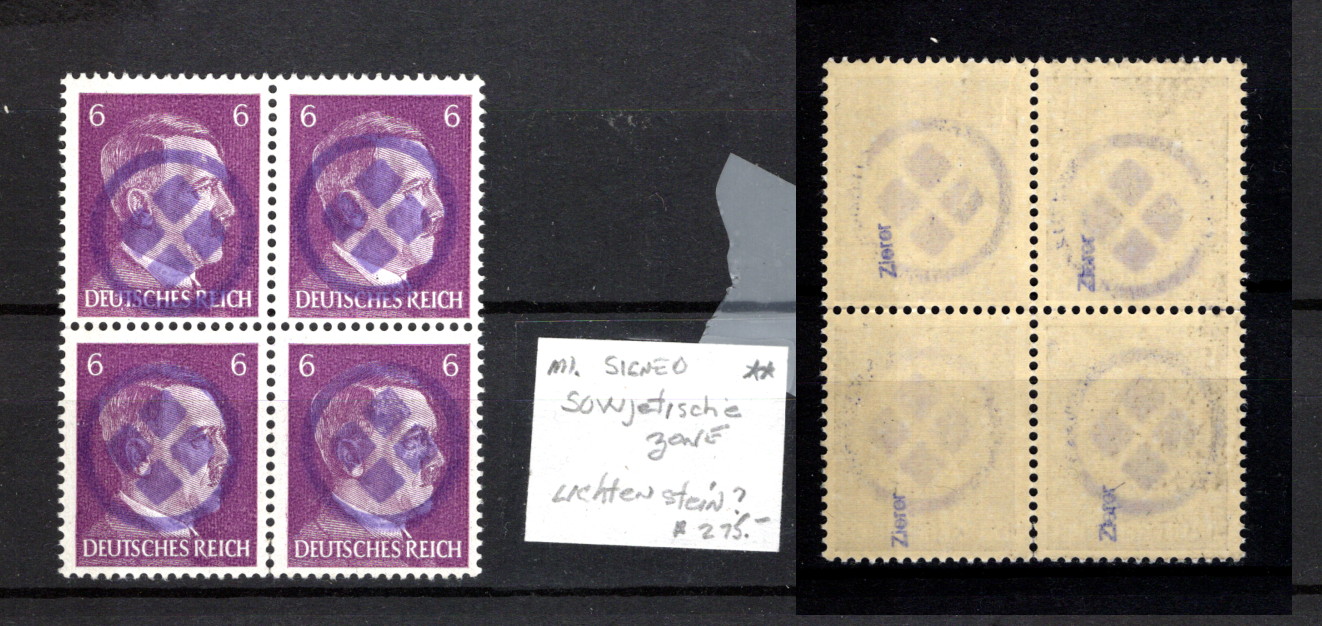 6 6
6 6
DEUTSCHES REICH
DEUTSCHES REICH
6 6
6 6
DEUTSCHES REICH
DEUTSCHES REICH
MI. SIGNED **
Sowjetische
zone
Lichtenstein?
275.-
Zierer
Zierer
Zierer
Zierer